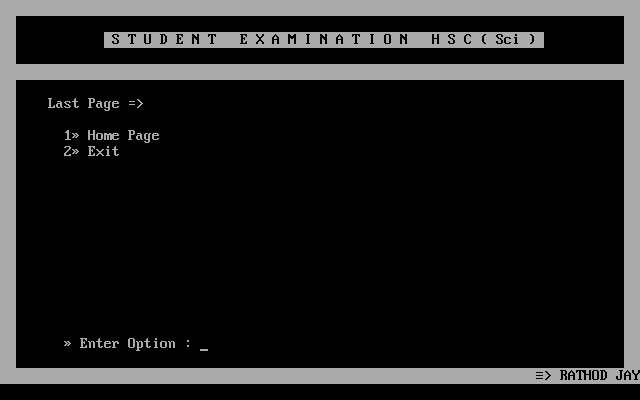 S T U D E N T   E X A M I N A T I O N   H S C ( Sci )
Last Page =>
1» Home Page
2» Exit
» Enter Option : _
≡> RATHOD JAY